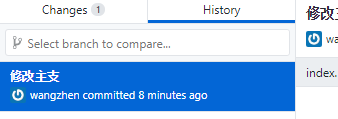 Changes 1 History
Select branch to compare...
修改主支
wangzhen committed 8 minutes ago
修改
wa
index.